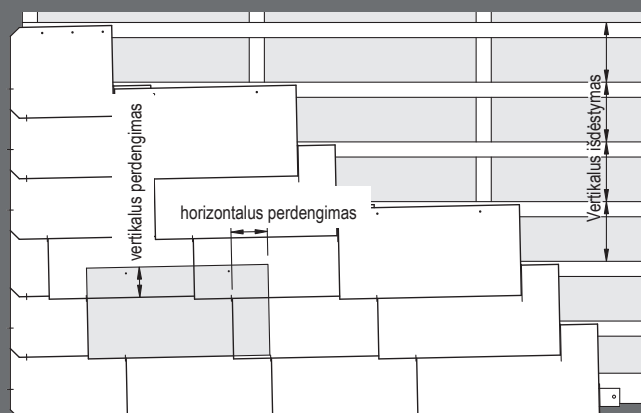 vertikalus perdengimas
horizontalus perdengimas
Vertikalus išdėstymas